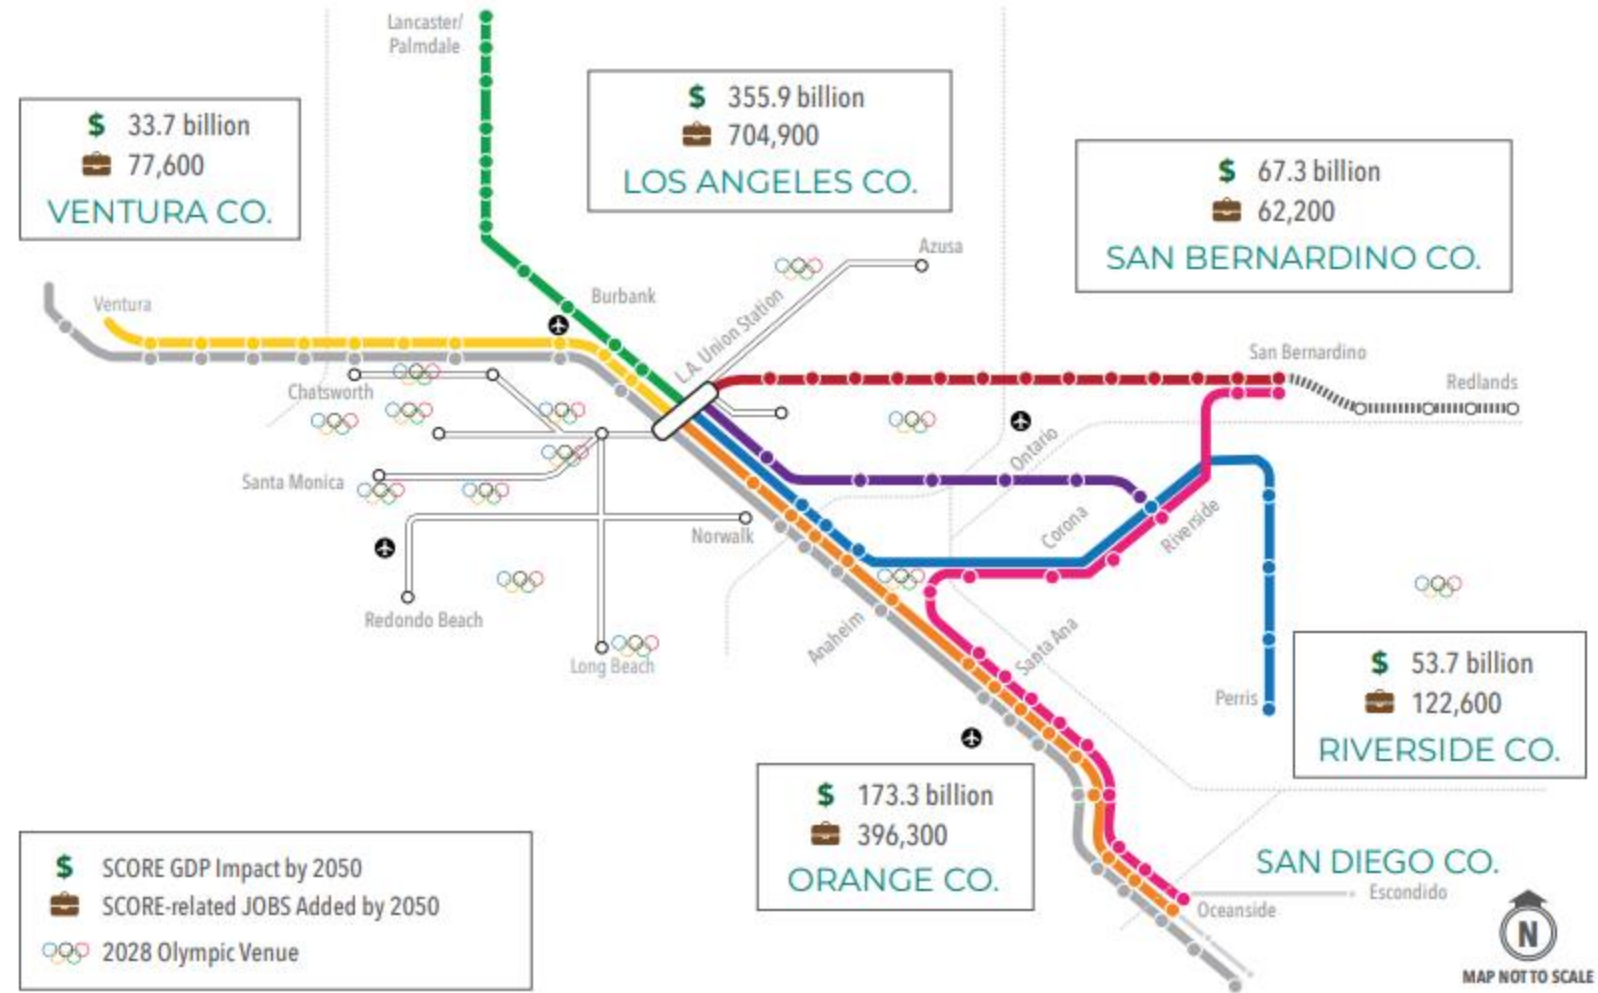 Lancaster/
Palmdale
$ 33.7 billion
77,600
VENTURA CO.
$ 355.9 billion
704,900
LOS ANGELES CO.
$ 67.3 billion
62,200
SAN BERNARDINO CO.
Azusa
Burbank
L.A. Union Station
Ventura
San Bernardino
Redlands
Chatsworth
Ontario
Santa Monica
Norwalk
Corona
Riverside
Redondo Beach
Anaheim
Santa Ana
Long Beach
Perris
$ 53.7 billion
122,600
RIVERSIDE CO.
$ 173.3 billion
396,300
ORANGE CO.
SAN DIEGO CO.
Escondido
Oceanside
$ SCORE GDP Impact by 2050
SCORE-related JOBS Added by 2050
2028 Olympic Venue
N
MAP NOT TO SCALE